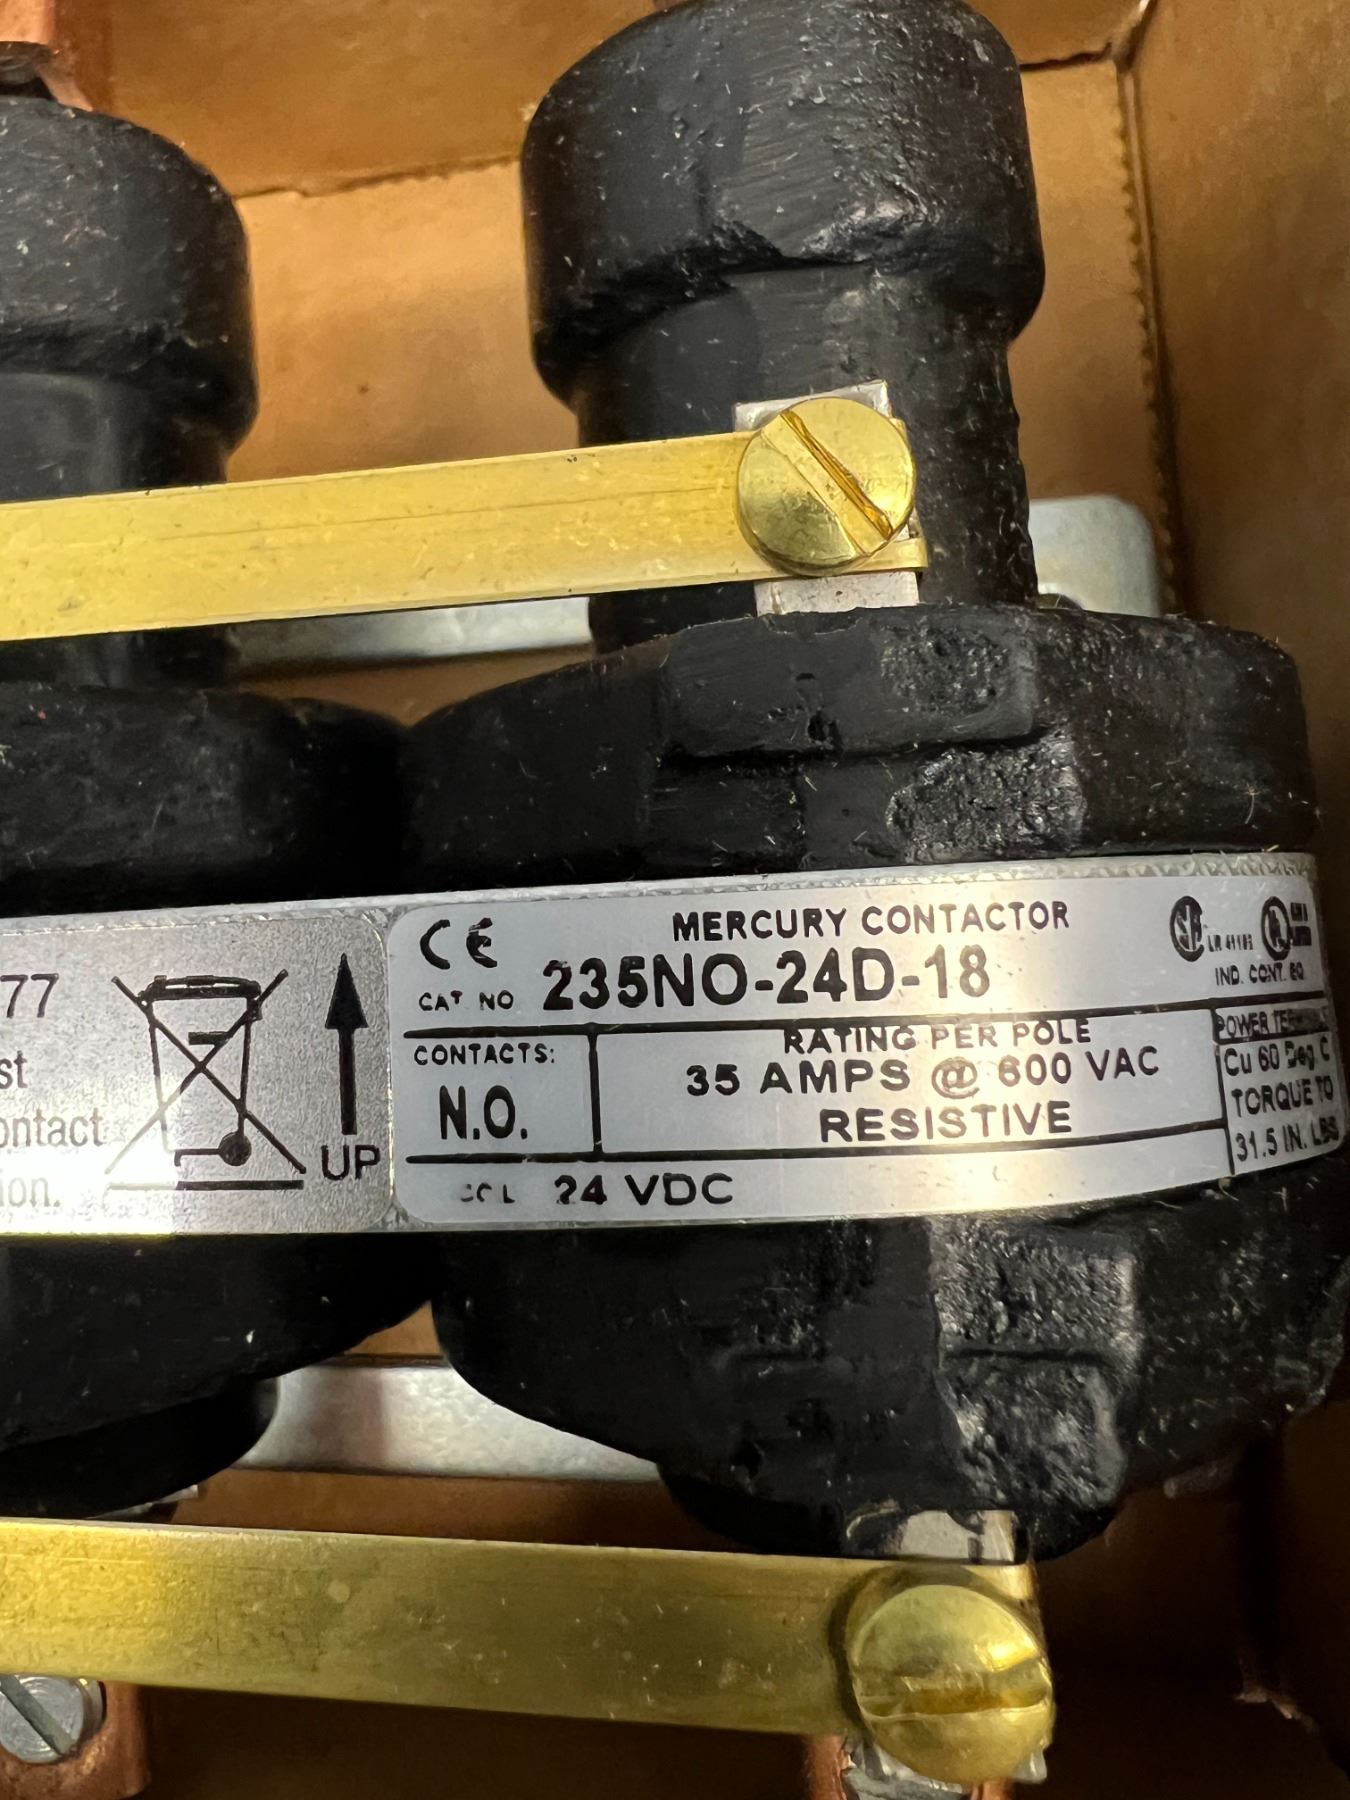 77
st
ontact
ion.
UP
CE
MERCURY CONTACTOR
CAT NO 235NO-24D-18
IND. CONT. EQ
CONTACTS:
N.O.
RATING PER POLE
35 AMPS @ 600 VAC
RESISTIVE
POWER
Cu 60 Deg. C
TORQUE TO
31.5 IN. LBS
24 VDC